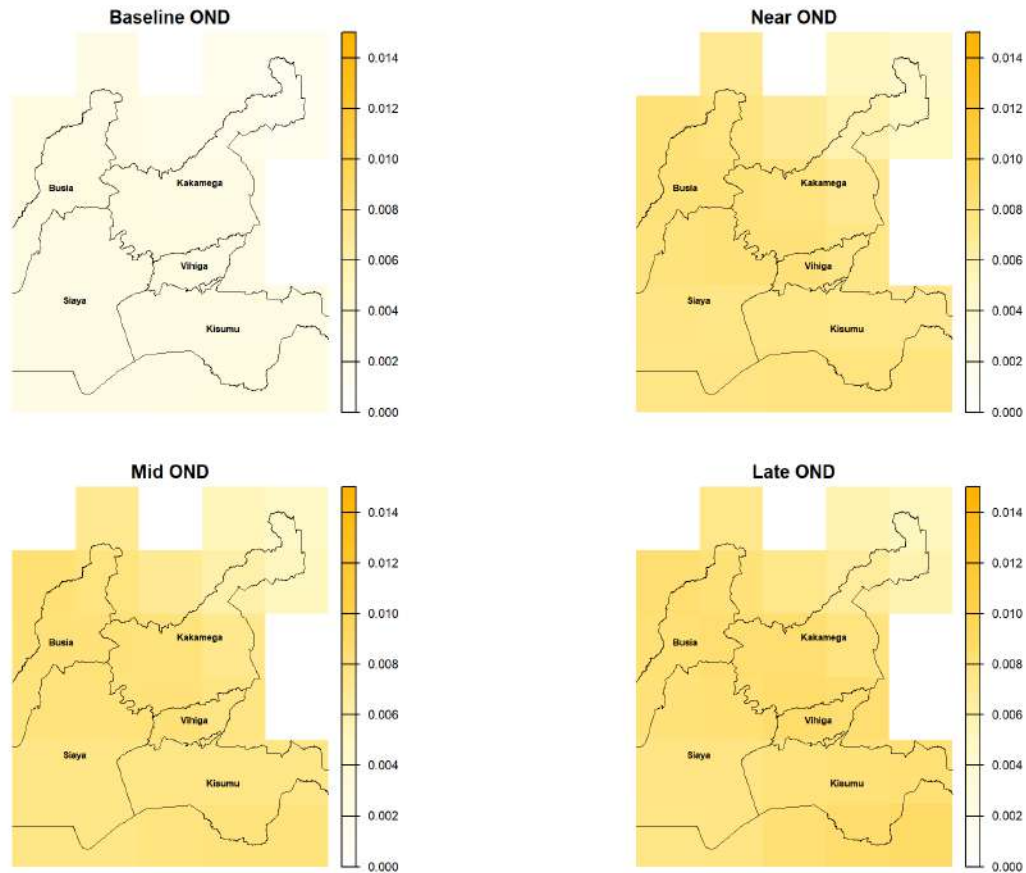 Baseline OND
0.014
0.012
0.010
0.008
0.006
0.004
0.002
0.000
Busia
Kakamega
Vihiga
Siaya
Kisumu
Near OND
0.014
0.012
0.010
0.008
0.006
0.004
0.002
0.000
Busia
Kakamega
Vihiga
Siaya
Kisumu
Mid OND
0.014
0.012
0.010
0.008
0.006
0.004
0.002
0.000
Busia
Kakamega
Vihiga
Siaya
Kisumu
Late OND
0.014
0.012
0.010
0.008
0.006
0.004
0.002
0.000
Busia
Kakamega
Vihiga
Siaya
Kisumu